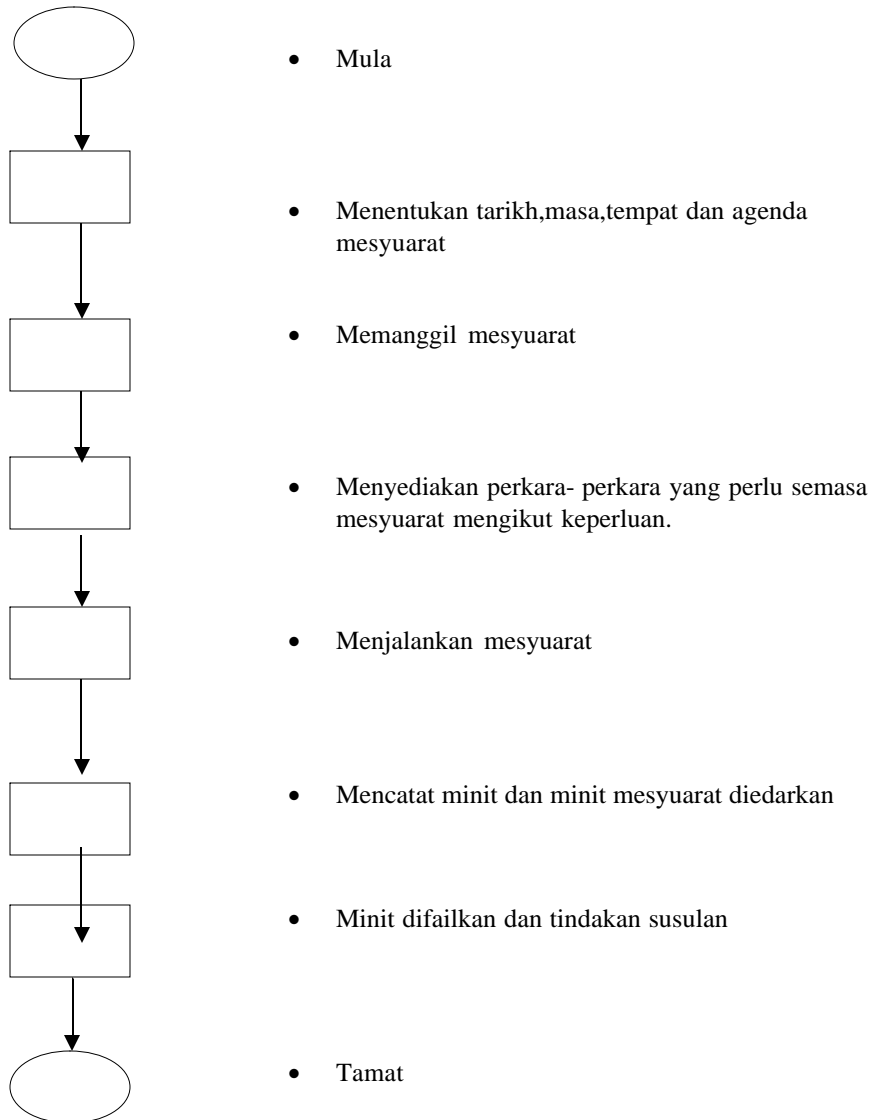 • Mula
• Menentukan tarikh,masa,tempat dan agenda
mesyuarat
• Memanggil mesyuarat
• Menyediakan perkara- perkara yang perlu semasa
mesyuarat mengikut keperluan.
• Menjalankan mesyuarat
• Mencatat minit dan minit mesyuarat diedarkan
• Minit difailkan dan tindakan susulan
• Tamat